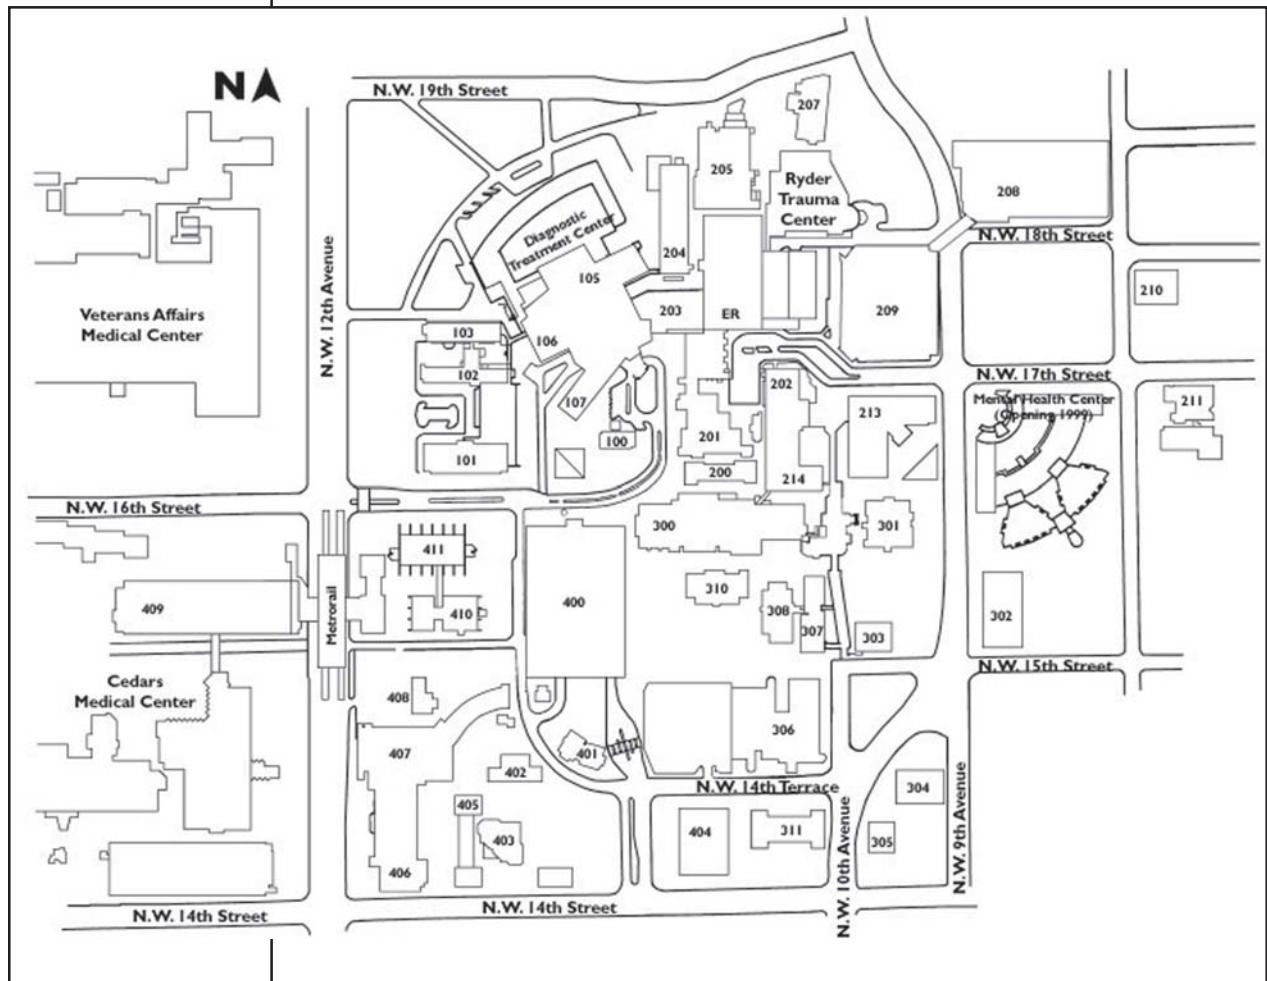 N
N.W. 19th Street
207
205
Ryder
Trauma
Center
208
Diagnostic
Treatment Center
N.W. 18th Street
204
105
210
Veterans Affairs
Medical Center
N.W. 12th Avenue
203
ER
209
103
106
102
202
N.W. 17th Street
Mental Health Center
(Opening 1999)
211
107
213
100
201
101
200
214
N.W. 16th Street
300
301
411
310
400
409
410
308
307
302
303
Metrorail
N.W. 15th Street
Cedars
Medical Center
408
306
407
401
402
N.W. 14th Terrace
304
405
404
311
403
305
406
N.W. 10th Avenue
N.W. 9th Avenue
N.W. 14th Street
N.W. 14th Street